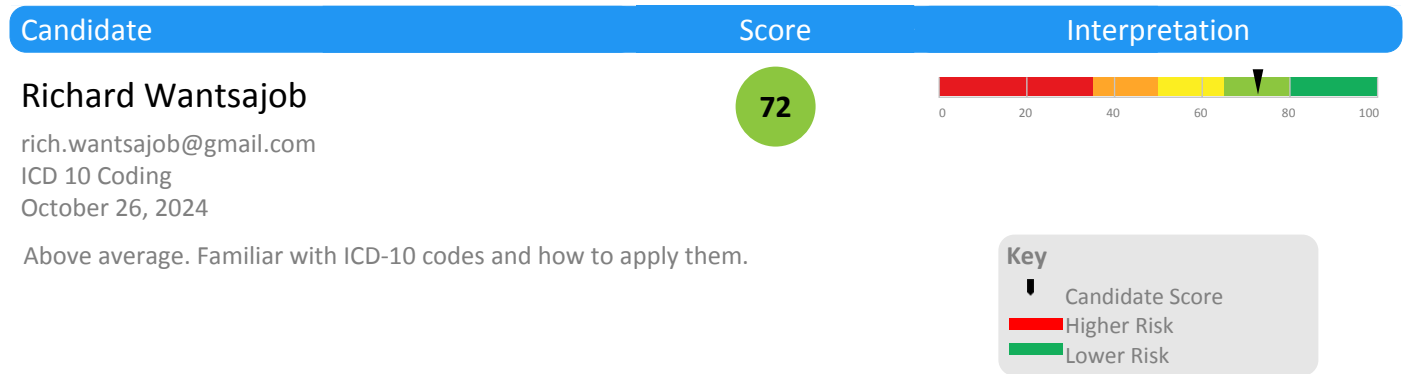 Candidate Score Interpretation
Richard Wantsajob
72
0 20 40 60 80 100
rich.wantsajob@gmail.com
ICD 10 Coding
October 26, 2024
Above average. Familiar with ICD-10 codes and how to apply them.
Key
Candidate Score
Higher Risk
Lower Risk